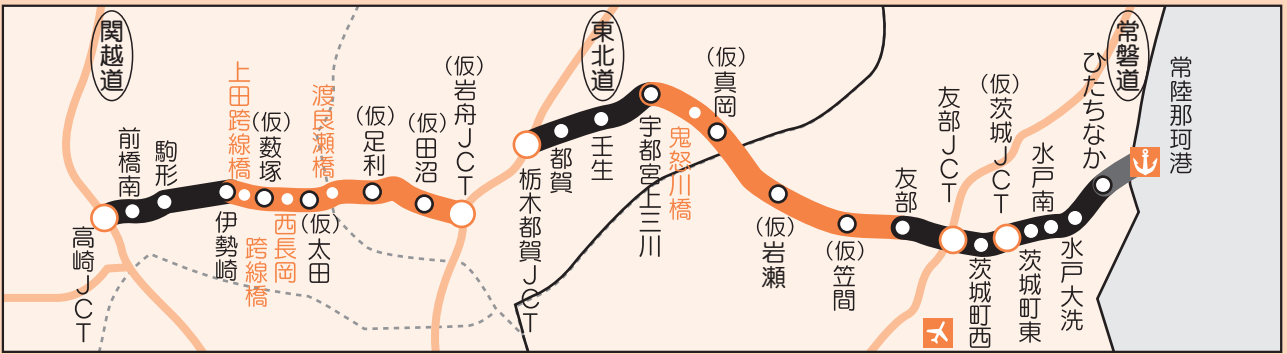 関越道
高崎JCT
前橋南
駒形
伊勢崎
上田跨線橋
(仮)薮塚
西長岡
跨線橋
(仮)太田
渡良瀬橋
(仮)足利
(仮)田沼
(仮)岩舟JCT
東北道
栃木都賀JCT
都賀
壬生
宇都宮上三川
鬼怒川橋
(仮)真岡
(仮)岩瀬
(仮)笠間
友部
友部JCT
茨城町西
(仮)茨城JCT
茨城町東
水戸南
水戸大洗
ひたちなか
常磐道
常陸那珂港